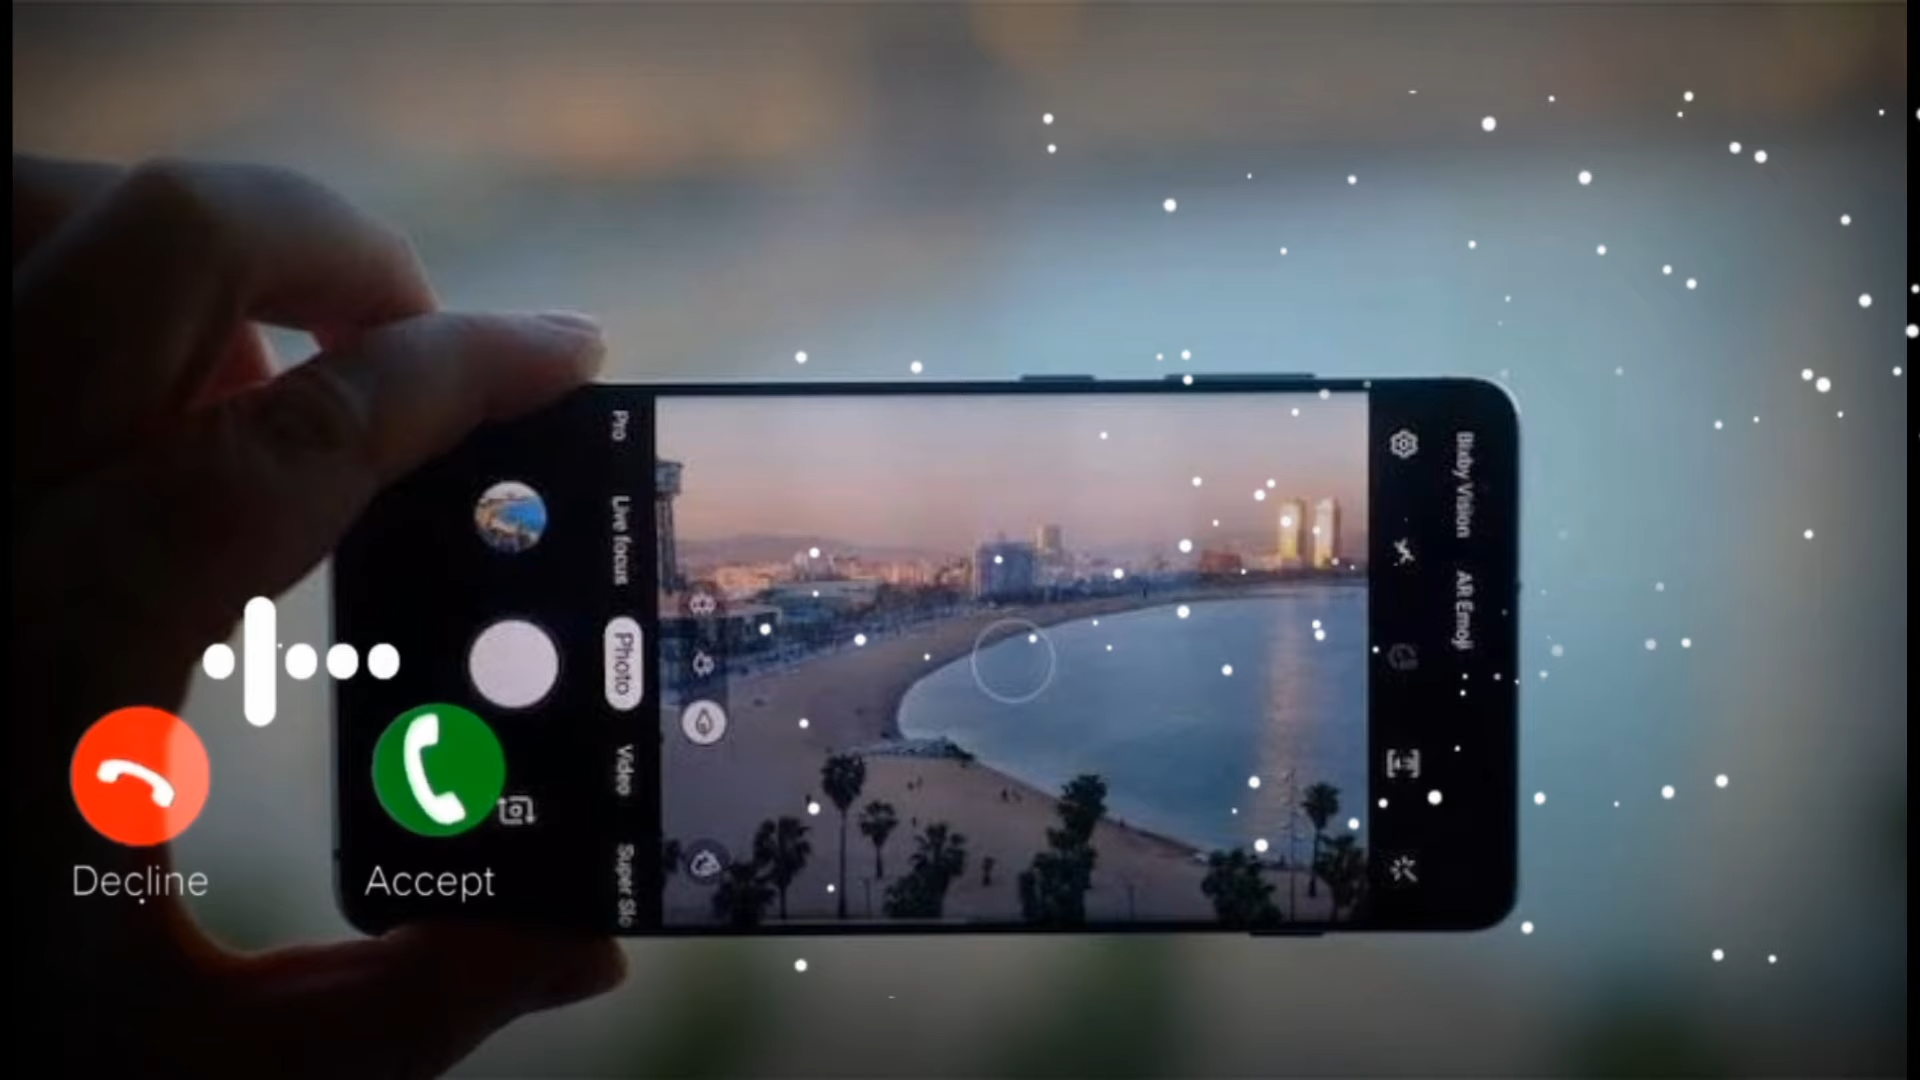 Pro
Live focus
Photo
Video
Super Slo
Bixby Vision
AR Emoji
Decline
Accept